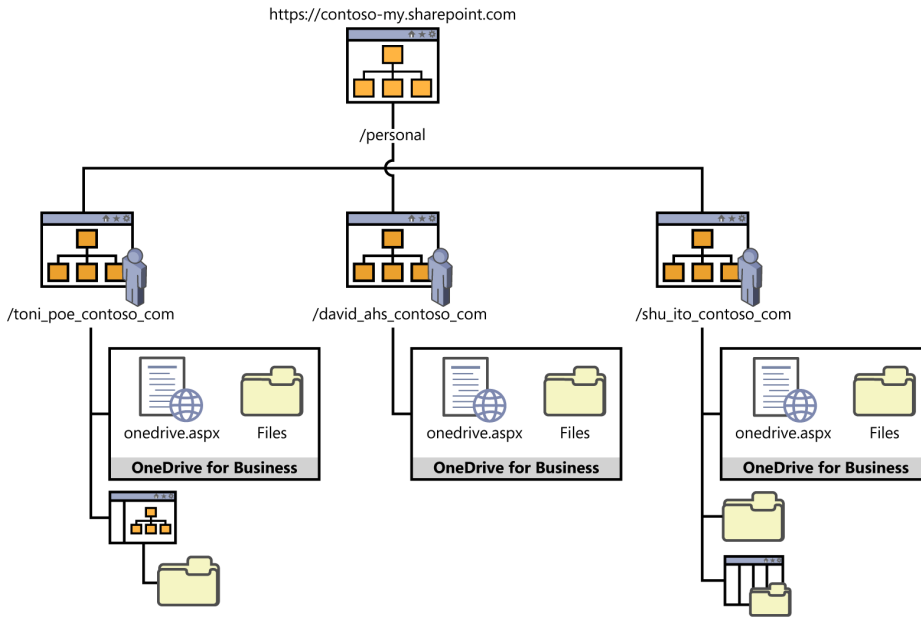 https://contoso-my.sharepoint.com
/personal
/toni_poe_contoso_com
/david_ahs_contoso_com
/shu_ito_contoso_com
onedrive.aspx
Files
OneDrive for Business
onedrive.aspx
Files
OneDrive for Business
onedrive.aspx
Files
OneDrive for Business